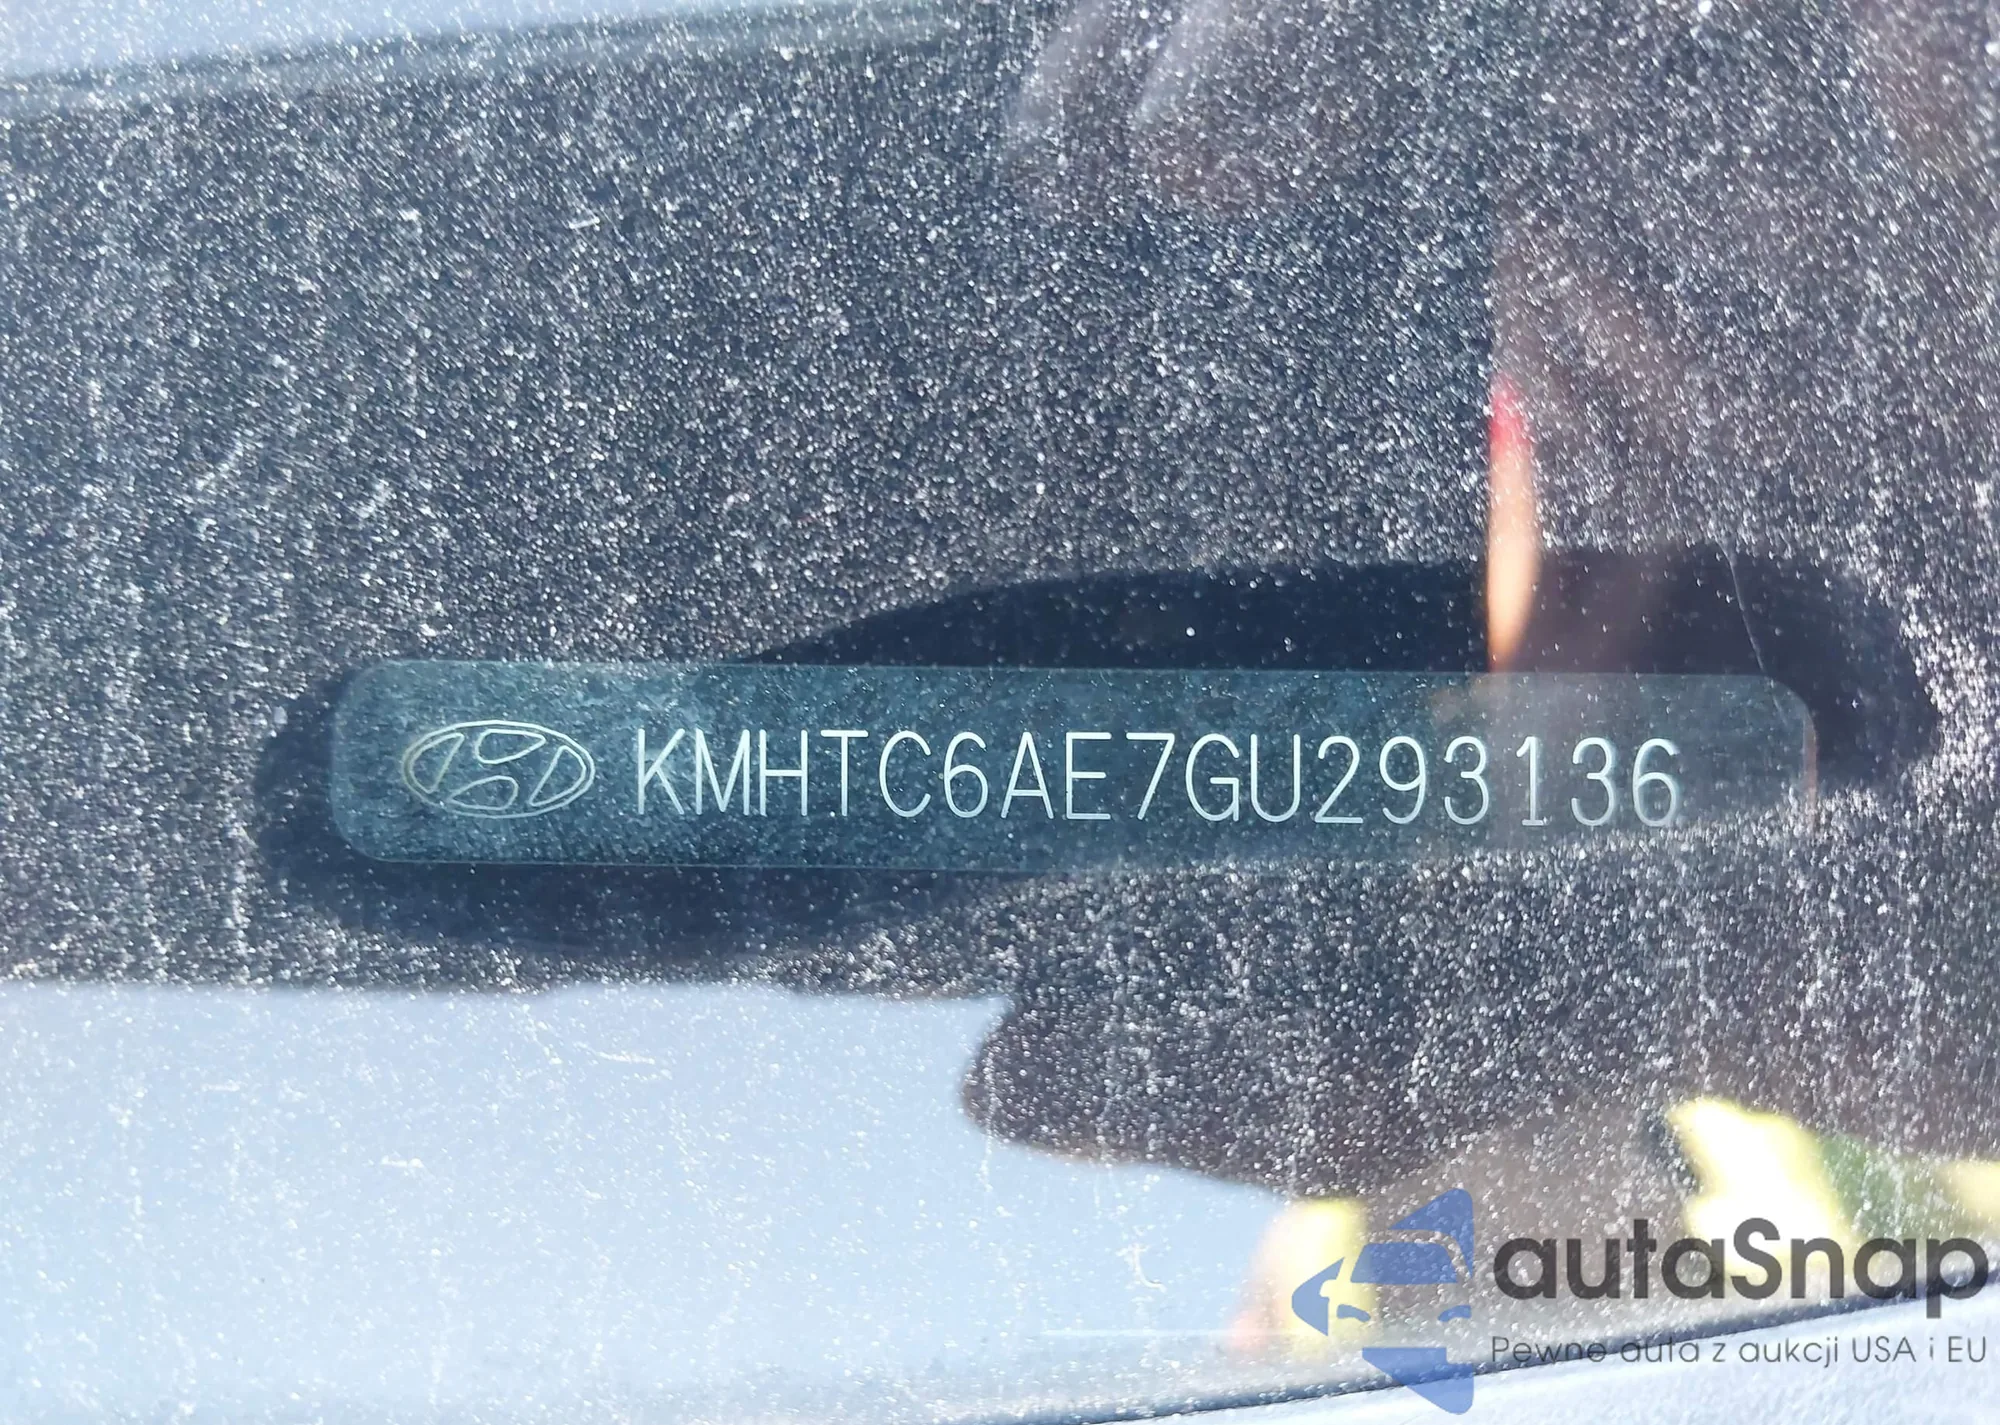 KMHTC6AE7GU293136
autaSnap
Pewne auta z aukcji USA i EU